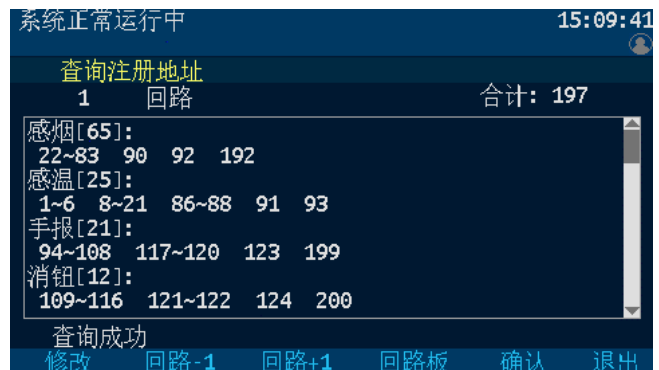 系统正常运行中 15:09:41
查询注册地址
1 回路 合计: 197
感烟[65]:
22~83 90 92 192
感温[25]:
1~6 8~21 86~88 91 93
手报[21]:
94~108 117~120 123 199
消钮[12]:
109~116 121~122 124 200
查询成功
修改 回路-1 回路+1 回路板 确认 退出